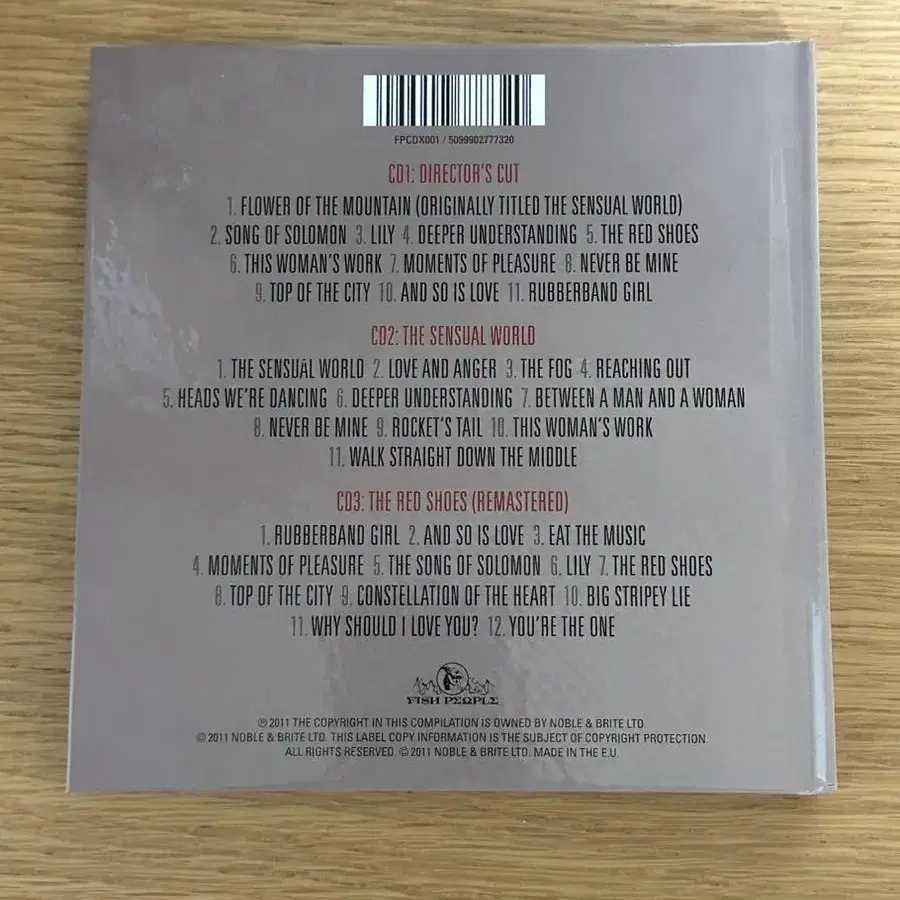 FPCDX001 / 5099902777320
CD1: DIRECTOR'S CUT
1. FLOWER OF THE MOUNTAIN (ORIGINALLY TITLED THE SENSUAL WORLD)
2. SONG OF SOLOMON 3. LILY 4. DEEPER UNDERSTANDING 5. THE RED SHOES
6. THIS WOMAN'S WORK 7. MOMENTS OF PLEASURE 8. NEVER BE MINE
9. TOP OF THE CITY 10. AND SO IS LOVE 11. RUBBERBAND GIRL
CD2: THE SENSUAL WORLD
1. THE SENSUAL WORLD 2. LOVE AND ANGER 3. THE FOG 4. REACHING OUT
5. HEADS WE'RE DANCING 6. DEEPER UNDERSTANDING 7. BETWEEN A MAN AND A WOMAN
8. NEVER BE MINE 9. ROCKET'S TAIL 10. THIS WOMAN'S WORK
11. WALK STRAIGHT DOWN THE MIDDLE
CD3: THE RED SHOES (REMASTERED)
1. RUBBERBAND GIRL 2. AND SO IS LOVE 3. EAT THE MUSIC
4. MOMENTS OF PLEASURE 5. THE SONG OF SOLOMON 6. LILY 7. THE RED SHOES
8. TOP OF THE CITY 9. CONSTELLATION OF THE HEART 10. BIG STRIPEY LIE
11. WHY SHOULD I LOVE YOU? 12. YOU'RE THE ONE
FISH PEOPLE
℗ 2011 THE COPYRIGHT IN THIS COMPILATION IS OWNED BY NOBLE & BRITE LTD.
© 2011 NOBLE & BRITE LTD. THIS LABEL COPY INFORMATION IS THE SUBJECT OF COPYRIGHT PROTECTION.
ALL RIGHTS RESERVED. © 2011 NOBLE & BRITE LTD. MADE IN THE E.U.